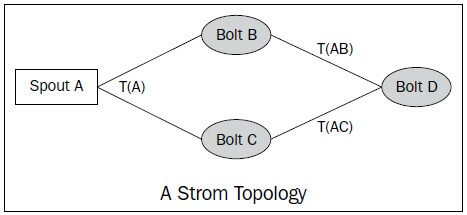 Bolt B
T(AB)
Spout A
T(A)
Bolt D
Bolt C
T(AC)
A Strom Topology